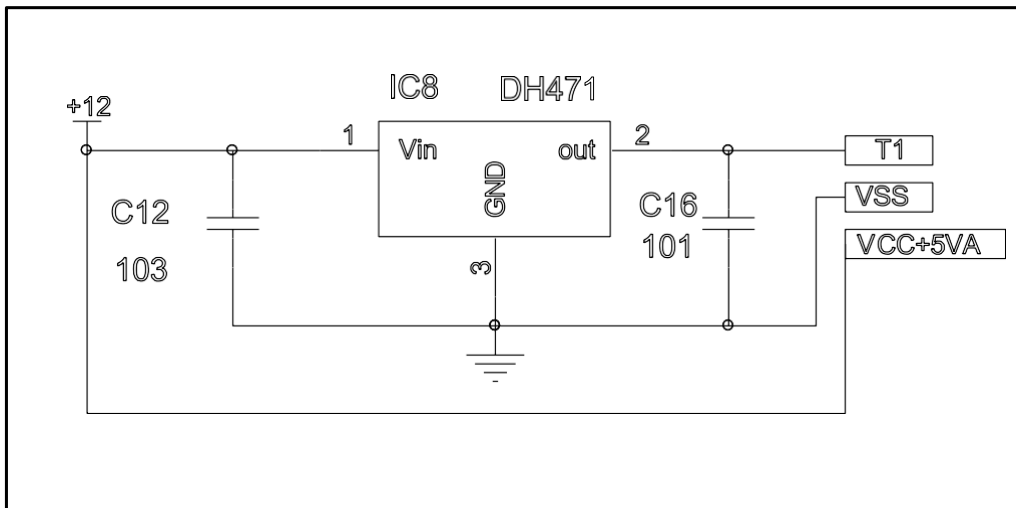 IC8 DH471
+12
1 Vin out 2 T1
GND
C12 C16 VSS
103 101 VCC+5VA
3